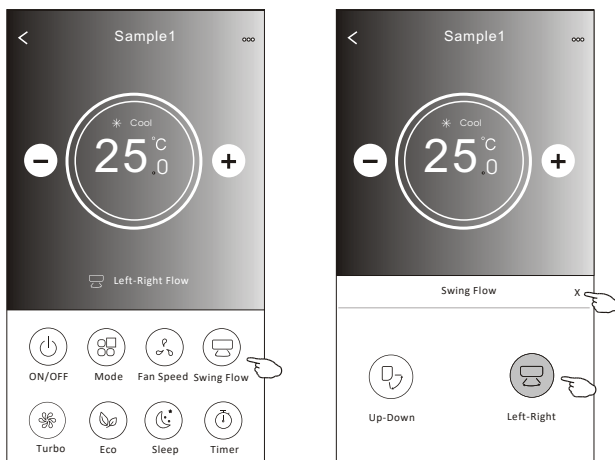 Sample1
Cool
25.0°C
Left-Right Flow
ON/OFF Mode Fan Speed Swing Flow
Turbo Eco Sleep Timer
Sample1
Cool
25.0°C
Swing Flow X
Up-Down Left-Right